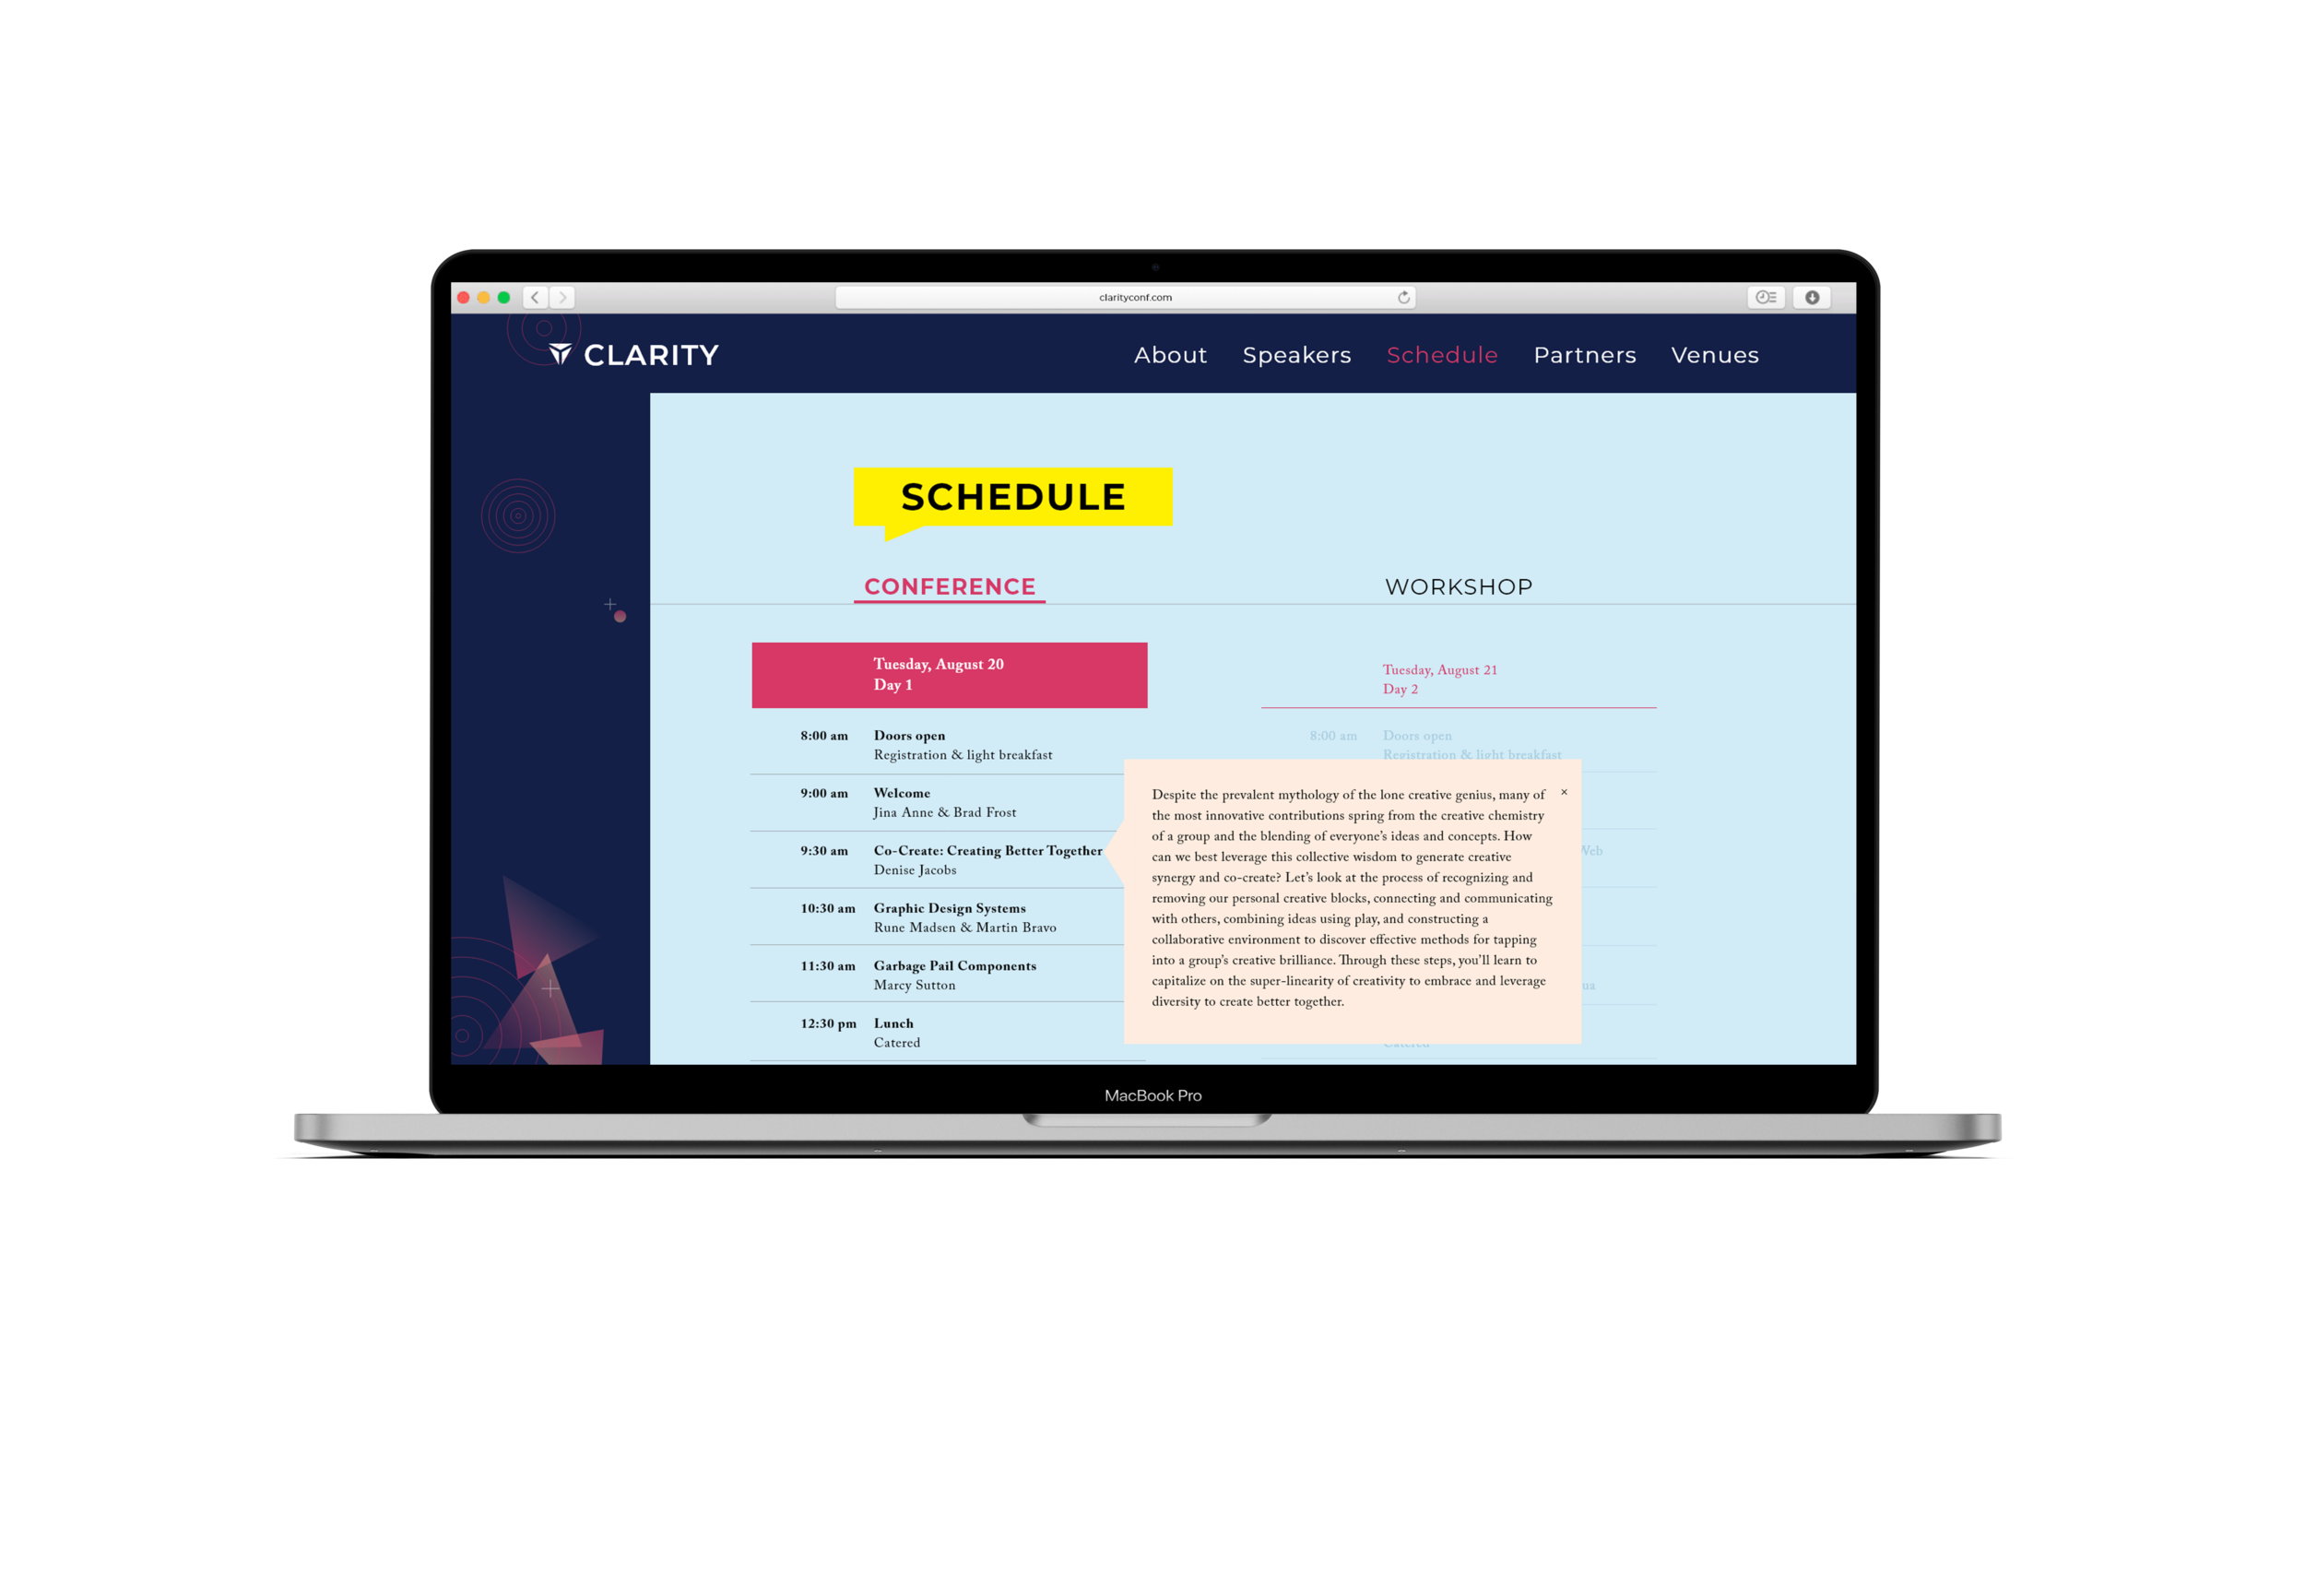 clarityconf.com
CLARITY
About Speakers Schedule Partners Venues
SCHEDULE
CONFERENCE
WORKSHOP
Tuesday, August 20
Day 1
8:00 am Doors open
Registration & light breakfast
9:00 am Welcome
Jina Anne & Brad Frost
9:30 am Co-Create: Creating Better Together
Denise Jacobs
10:30 am Graphic Design Systems
Rune Madsen & Martin Bravo
11:30 am Garbage Pail Components
Marcy Sutton
12:30 pm Lunch
Catered
Tuesday, August 21
Day 2
8:00 am Doors open
Registration & light breakfast
Despite the prevalent mythology of the lone creative genius, many of ×
the most innovative contributions spring from the creative chemistry
of a group and the blending of everyone’s ideas and concepts. How
can we best leverage this collective wisdom to generate creative
synergy and co-create? Let’s look at the process of recognizing and
removing our personal creative blocks, connecting and communicating
with others, combining ideas using play, and constructing a
collaborative environment to discover effective methods for tapping
into a group’s creative brilliance. Through these steps, you’ll learn to
capitalize on the super-linearity of creativity to embrace and leverage
diversity to create better together.
MacBook Pro